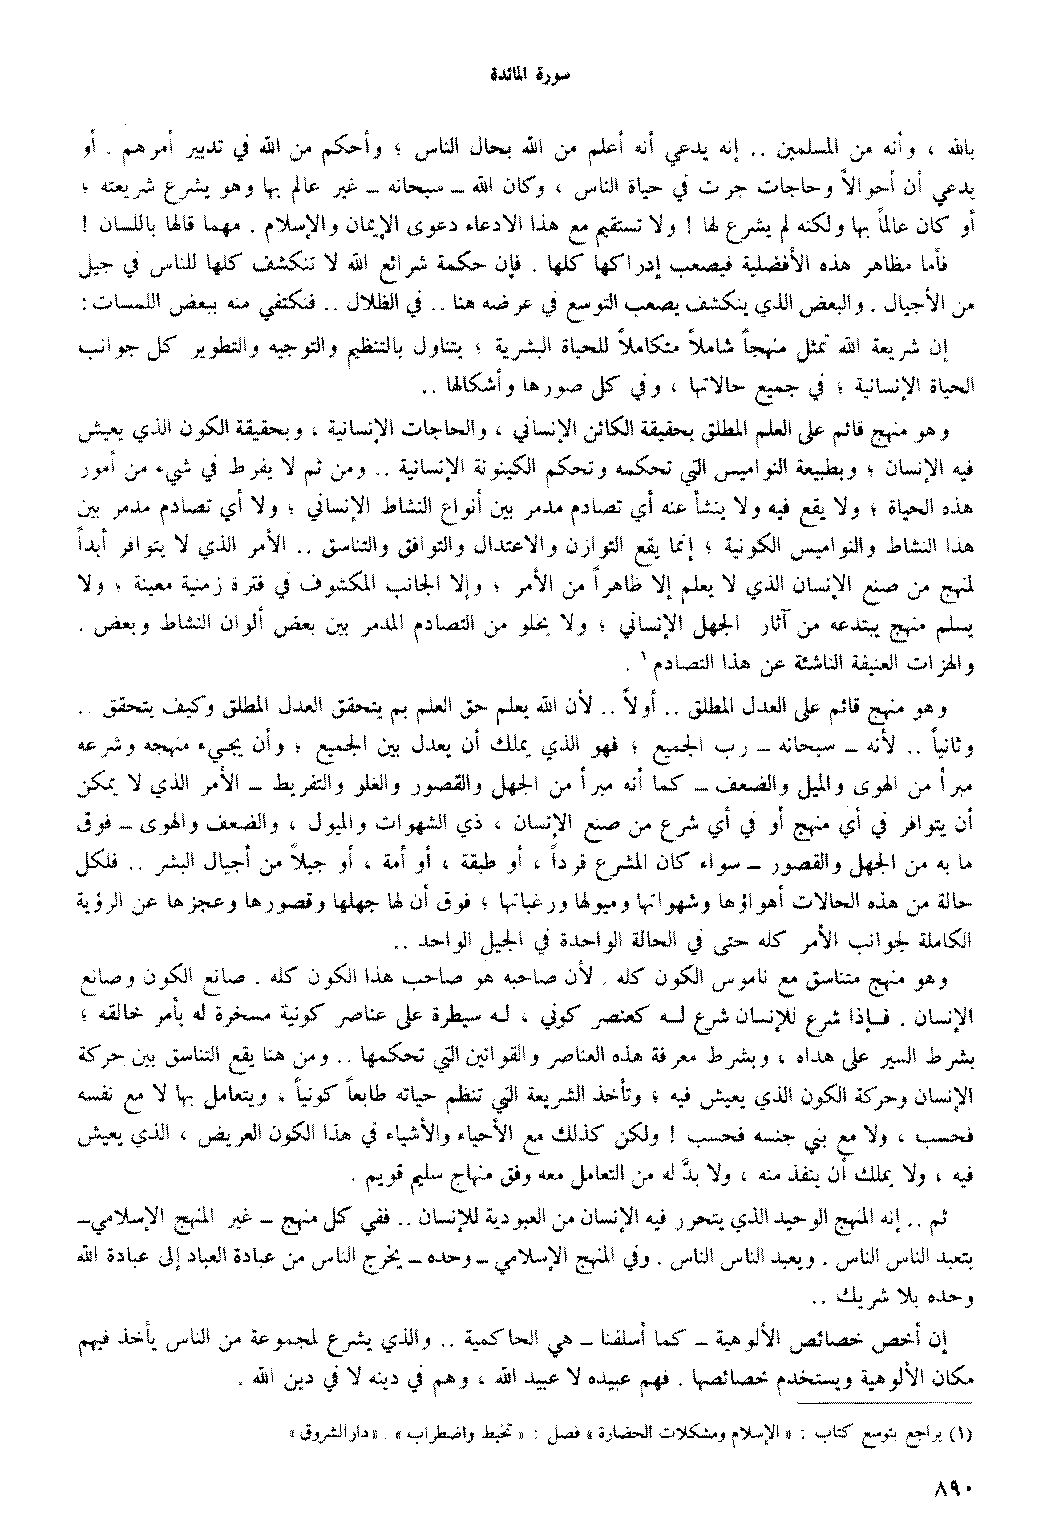 سورة المائدة
بالله ، وأنه من المسلمين .. إنه يدعي أنه أعلم من الله بحال الناس ؛ وأحكم من الله في تدبير أمرهم . أو
يدعي أن أحوالاً وحاجات جرت في حياة الناس ، وكان الله – سبحانه – غير عالم بها وهو يشرع شريعته ؛
أو كان عالماً بها ولكنه لم يشرع لها ! ولا تستقيم مع هذا الادعاء دعوى الإيمان والإسلام . مهما قالها باللسان !
فأما مظاهر هذه الأفضلية فيصعب إدراكها كلها . فإن حكمة شرائع الله لا تنكشف كلها للناس في جيل
من الأجيال . والبعض الذي ينكشف يصعب التوسع في عرضه هنا .. في الظلال .. فنكتفي منه ببعض اللمسات :
إن شريعة الله تمثل منهجاً شاملاً متكاملاً للحياة البشرية ؛ يتناول بالتنظيم والتوجيه والتطوير كل جوانب
الحياة الإنسانية ؛ في جميع حالاتها ، وفي كل صورها وأشكالها ..
وهو منهج قائم على العلم المطلق بحقيقة الكائن الإنساني ، والحاجات الإنسانية ، وبحقيقة الكون الذي يعيش
فيه الإنسان ؛ وبطبيعة النواميس التي تحكمه وتحكم الكينونة الإنسانية .. ومن ثم لا يفرط في شيء من أمور
هذه الحياة ؛ ولا يقع فيه ولا ينشأ عنه أي تصادم مدمر بين أنواع النشاط الإنساني ؛ ولا أي تصادم مدمر بين
هذا النشاط والنواميس الكونية ؛ إنما يقع التوازن والاعتدال والتوافق والتناسق .. الأمر الذي لا يتوافر أبداً
لمنهج من صنع الإنسان الذي لا يعلم إلا ظاهراً من الأمر ؛ وإلا الجانب المكشوف في فترة زمنية معينة ؛ ولا
يسلم منهج يبتدعه من آثار الجهل الإنساني ؛ ولا يخلو من التصادم المدمر بين بعض ألوان النشاط وبعض .
والهزات العنيفة الناشئة عن هذا التصادم ١ .
وهو منهج قائم على العدل المطلق .. أولاً .. لأن الله يعلم حق العلم بم يتحقق العدل المطلق وكيف يتحقق ..
وثانياً .. لأنه – سبحانه – رب الجميع ؛ فهو الذي يملك أن يعدل بين الجميع ؛ وأن يجيء منهجه وشرعه
مبرأ من الهوى والميل والضعف – كما أنه مبرأ من الجهل والقصور والغلو والتفريط – الأمر الذي لا يمكن
أن يتوافر في أي منهج أو في أي شرع من صنع الإنسان ، ذي الشهوات والميول ، والضعف والهوى – فوق
ما به من الجهل والقصور – سواء كان المشرع فرداً ، أو طبقة ، أو أمة ، أو جيلاً من أجيال البشر .. فلكل
حالة من هذه الحالات أهواؤها وشهواتها وميولها ورغباتها ؛ فوق أن لها جهلها وقصورها وعجزها عن الرؤية
الكاملة لجوانب الأمر كله حتى في الحالة الواحدة في الجيل الواحد ..
وهو منهج متناسق مع ناموس الكون كله . لأن صاحبه هو صاحب هذا الكون كله . صانع الكون وصانع
الإنسان . فإذا شرع للإنسان شرع له كعنصر كوني ، له سيطرة على عناصر كونية مسخرة له بأمر خالقه ؛
بشرط السير على هداه ، وبشرط معرفة هذه العناصر والقوانين التي تحكمها .. ومن هنا يقع التناسق بين حركة
الإنسان وحركة الكون الذي يعيش فيه ؛ وتأخذ الشريعة التي تنظم حياته طابعاً كونياً ، ويتعامل بها لا مع نفسه
فحسب ، ولا مع بني جنسه فحسب ! ولكن كذلك مع الأحياء والأشياء في هذا الكون العريض ، الذي يعيش
فيه ، ولا يملك أن ينفذ منه ، ولا بدَّ له من التعامل معه وفق منهاج سليم قويم .
ثم .. إنه المنهج الوحيد الذي يتحرر فيه الإنسان من العبودية للإنسان .. ففي كل منهج – غير المنهج الإسلامي–
يتعبد الناس الناس . ويعبد الناس الناس . وفي المنهج الإسلامي – وحده – يخرج الناس من عبادة العباد إلى عبادة الله
وحده بلا شريك ..
إن أخص خصائص الألوهية – كما أسلفنا – هي الحاكمية .. والذي يشرع لمجموعة من الناس يأخذ فيهم
مكان الألوهية ويستخدم خصائصها . فهم عبيده لا عبيد الله ، وهم في دينه لا في دين الله .
(١) يراجع بتوسع كتاب : « الإسلام ومشكلات الحضارة » فصل : « تخبط واضطراب » . «دار الشروق»
٨٩٠